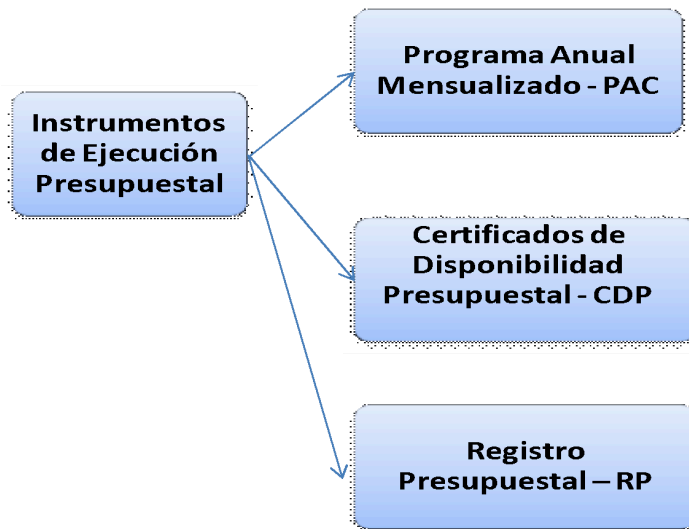 Instrumentos
de Ejecución
Presupuestal
Programa Anual
Mensualizado - PAC
Certificados de
Disponibilidad
Presupuestal - CDP
Registro
Presupuestal – RP